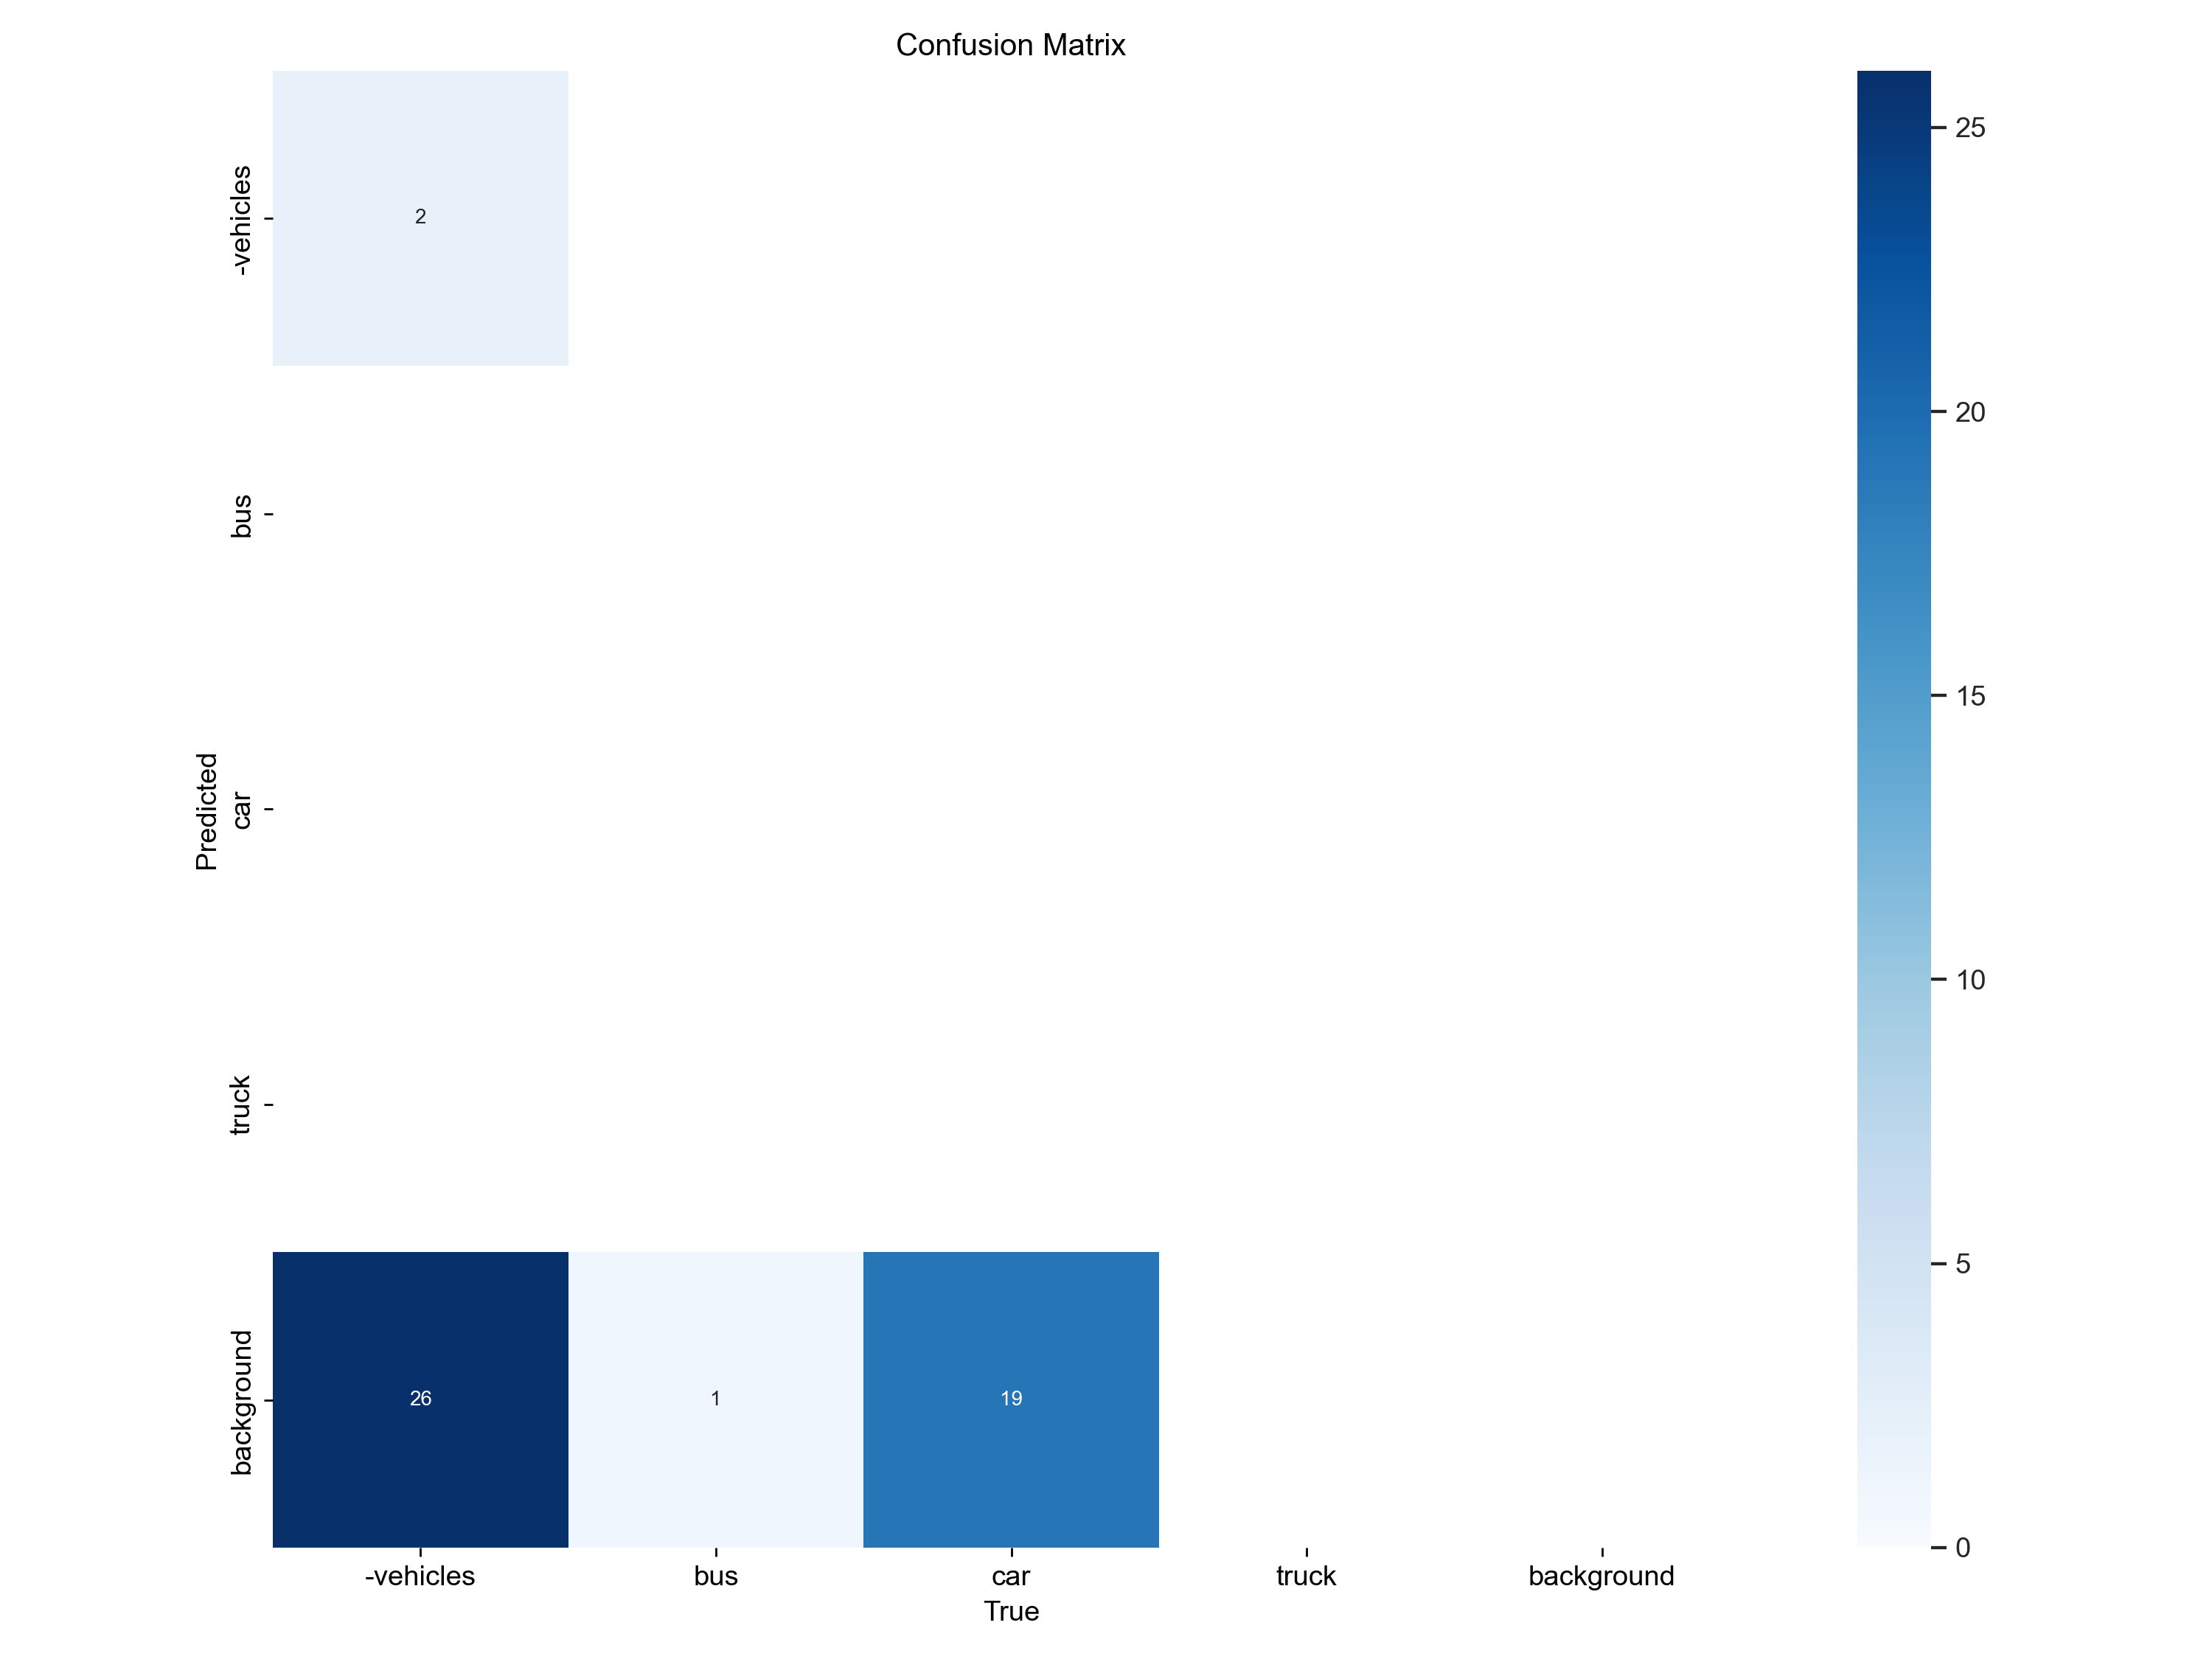 Confusion Matrix
-vehicles
bus
car
truck
background
Predicted
2
26
1
19
-vehicles
bus
car
truck
background
True
25
20
15
10
5
0